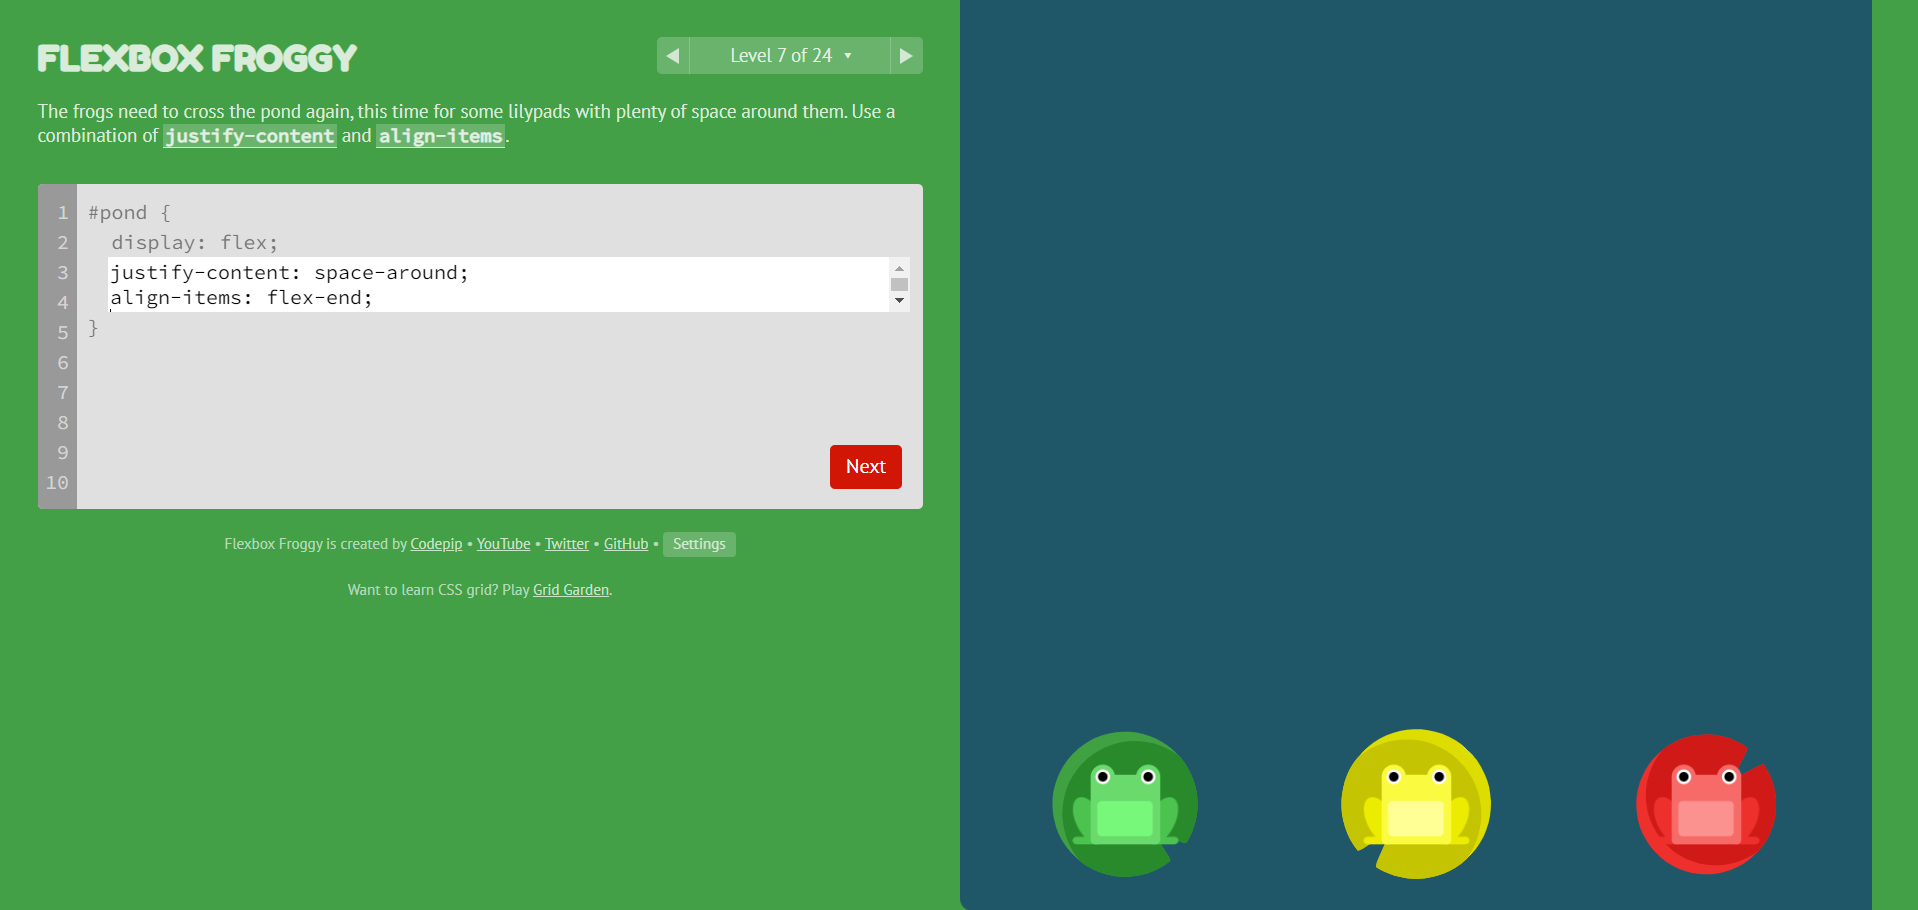 FLEXBOX FROGGY
Level 7 of 24
The frogs need to cross the pond again, this time for some lilypads with plenty of space around them. Use a
combination of justify-content and align-items.
1 #pond {
2 display: flex;
3 justify-content: space-around;
4 align-items: flex-end;
5 }
6
7
8
9
10
Next
Flexbox Froggy is created by Codepip • YouTube • Twitter • GitHub • Settings
Want to learn CSS grid? Play Grid Garden.